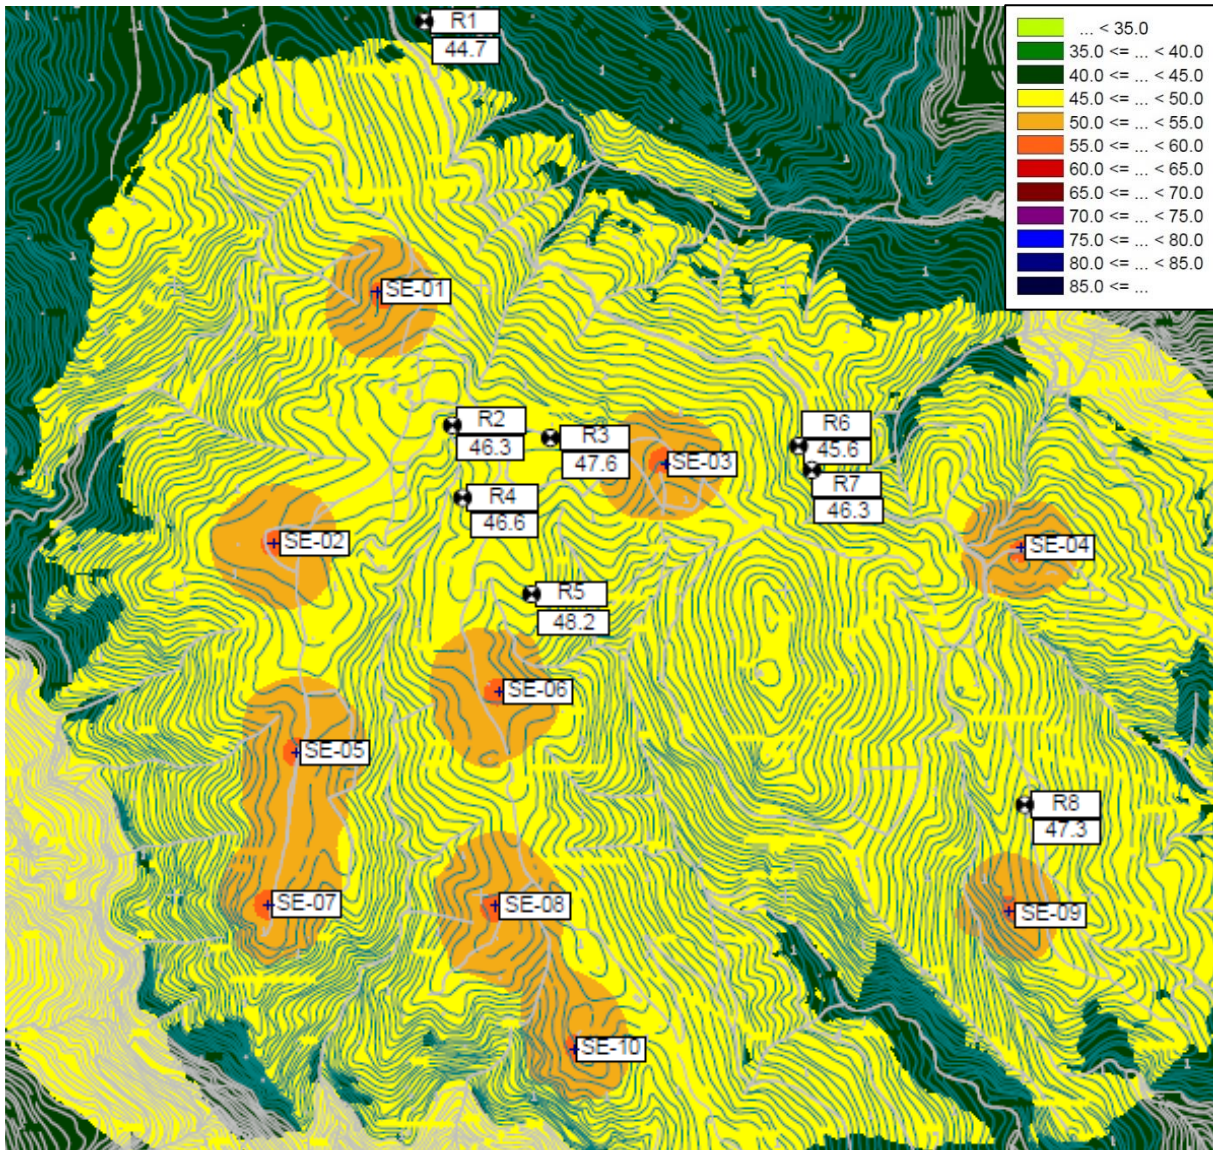 R1
44.7
... < 35.0
35.0 <= ... < 40.0
40.0 <= ... < 45.0
45.0 <= ... < 50.0
50.0 <= ... < 55.0
55.0 <= ... < 60.0
60.0 <= ... < 65.0
65.0 <= ... < 70.0
70.0 <= ... < 75.0
75.0 <= ... < 80.0
80.0 <= ... < 85.0
85.0 <= ...
SE-01
R2
46.3
R3
47.6
SE-03
R6
45.6
R7
46.3
R4
46.6
SE-02
SE-04
R5
48.2
SE-06
SE-05
R8
47.3
SE-07
SE-08
SE-09
SE-10